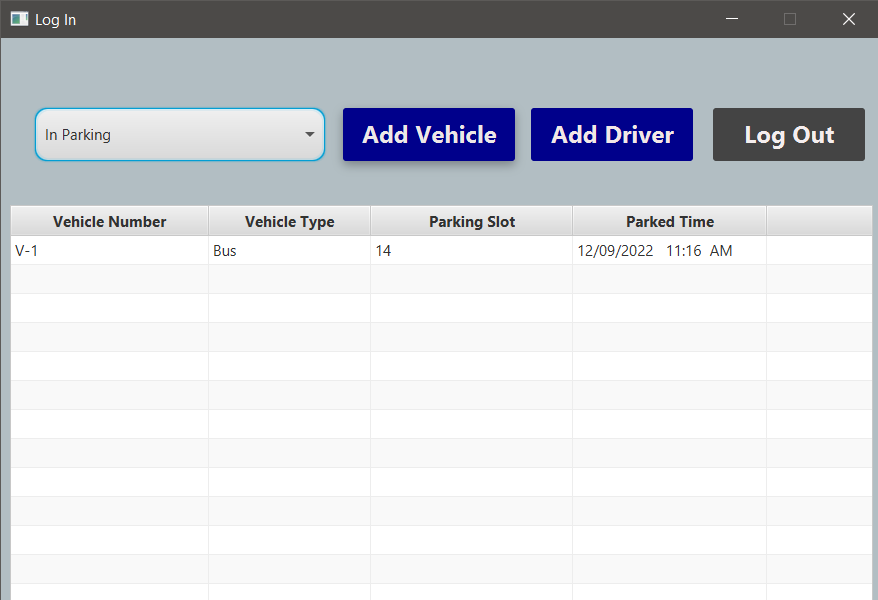 Log In
In Parking
Add Vehicle
Add Driver
Log Out
Vehicle Number Vehicle Type Parking Slot Parked Time
V-1 Bus 14 12/09/2022 11:16 AM